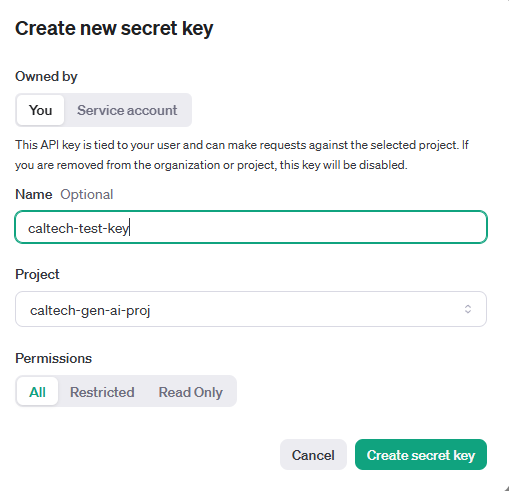 Create new secret key
Owned by
You Service account
This API key is tied to your user and can make requests against the selected project. If
you are removed from the organization or project, this key will be disabled.
Name Optional
caltech-test-key
Project
caltech-gen-ai-proj
Permissions
All Restricted Read Only
Cancel Create secret key